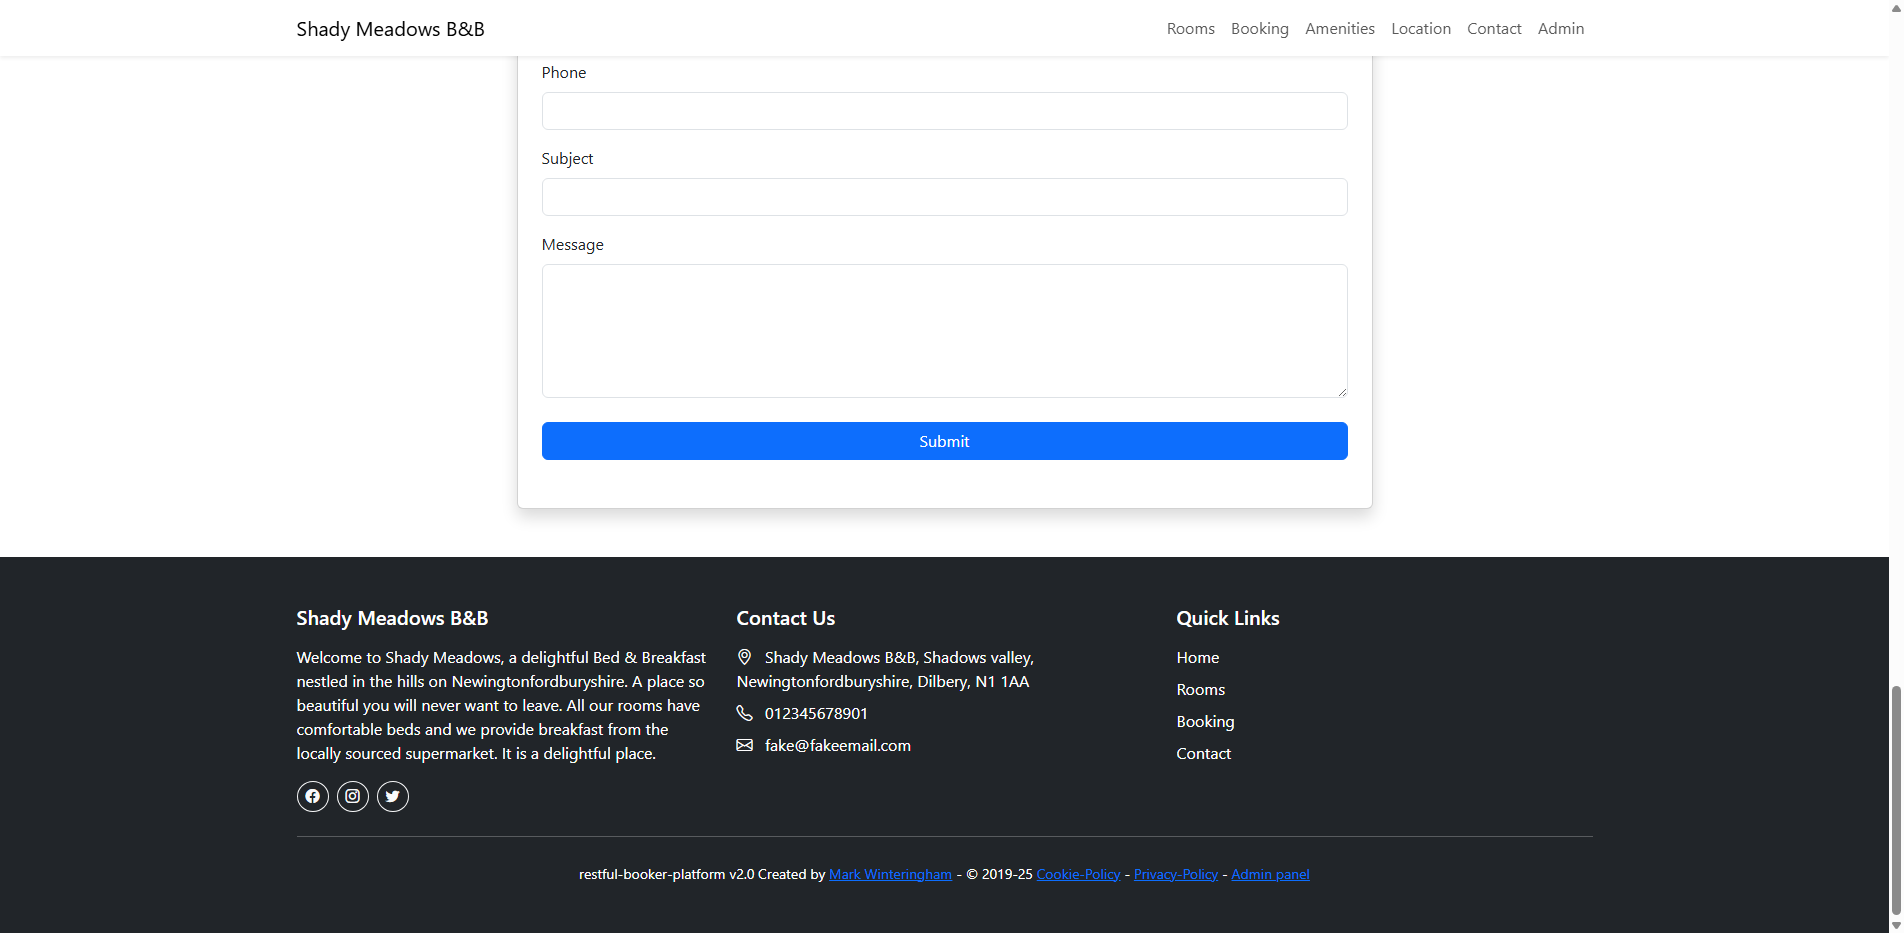 Shady Meadows B&B
Rooms Booking Amenities Location Contact Admin
Phone
Subject
Message
Submit
Shady Meadows B&B
Welcome to Shady Meadows, a delightful Bed & Breakfast
nestled in the hills on Newingtonfordburyshire. A place so
beautiful you will never want to leave. All our rooms have
comfortable beds and we provide breakfast from the
locally sourced supermarket. It is a delightful place.
Contact Us
Shady Meadows B&B, Shadows valley,
Newingtonfordburyshire, Dilbery, N1 1AA
012345678901
fake@fakeemail.com
Quick Links
Home
Rooms
Booking
Contact
restful-booker-platform v2.0 Created by Mark Winteringham - © 2019-25 Cookie-Policy - Privacy-Policy - Admin panel